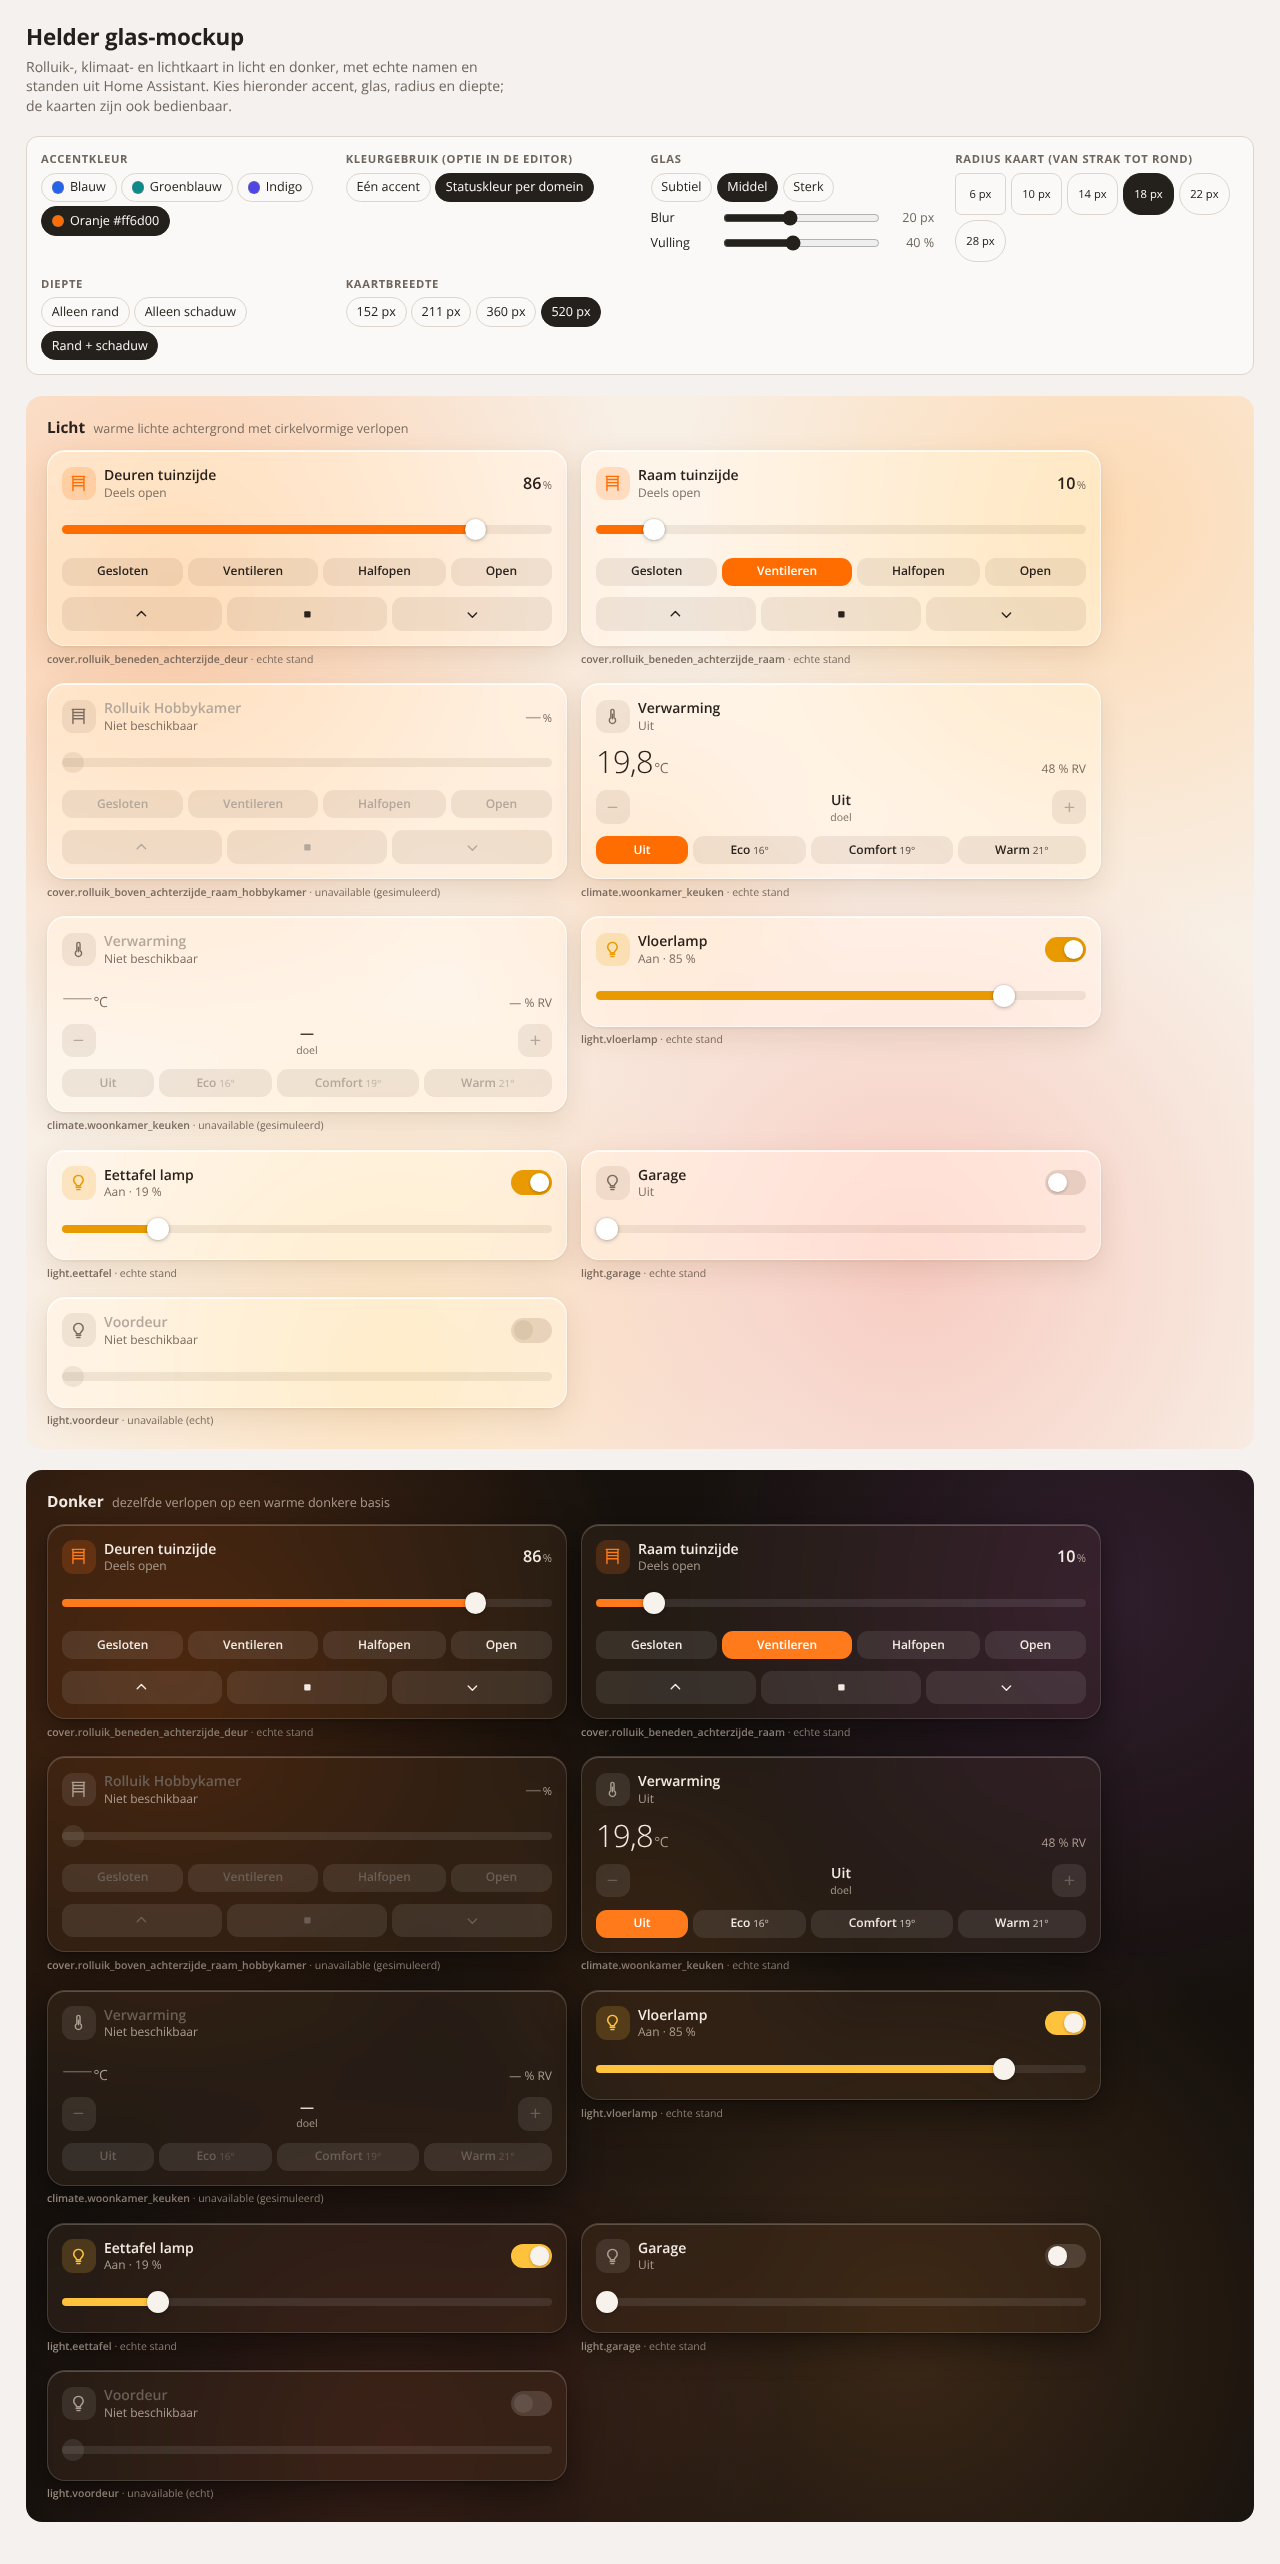 Helder glas-mockup
Rolluik-, klimaat- en lichtkaart in licht en donker, met echte namen en
standen uit Home Assistant. Kies hieronder accent, glas, radius en diepte;
de kaarten zijn ook bedienbaar.
ACCENTKLEUR
Blauw Groenblauw Indigo
Oranje #ff6d00
KLEURGEBRUIK (OPTIE IN DE EDITOR)
Eén accent Statuskleur per domein
GLAS
Subtiel Middel Sterk
Blur 20 px
Vulling 40 %
RADIUS KAART (VAN STRAK TOT ROND)
6 px 10 px 14 px 18 px 22 px
28 px
DIEPTE
Alleen rand Alleen schaduw
Rand + schaduw
KAARTBREEDTE
152 px 211 px 360 px 520 px
Licht warme lichte achtergrond met cirkelvormige verlopen
Deuren tuinzijde
Deels open
86 %
Gesloten Ventileren Halfopen Open
cover.rolluik_beneden_achterzijde_deur · echte stand
Raam tuinzijde
Deels open
10 %
Gesloten Ventileren Halfopen Open
cover.rolluik_beneden_achterzijde_raam · echte stand
Rolluik Hobbykamer
Niet beschikbaar
— %
Gesloten Ventileren Halfopen Open
cover.rolluik_boven_achterzijde_raam_hobbykamer · unavailable (gesimuleerd)
Verwarming
Uit
19,8 °C
48 % RV
− Uit +
doel
Uit Eco 16° Comfort 19° Warm 21°
climate.woonkamer_keuken · echte stand
Verwarming
Niet beschikbaar
— °C
— % RV
− — +
doel
Uit Eco 16° Comfort 19° Warm 21°
climate.woonkamer_keuken · unavailable (gesimuleerd)
Vloerlamp
Aan · 85 %
light.vloerlamp · echte stand
Eettafel lamp
Aan · 19 %
light.eettafel · echte stand
Garage
Uit
light.garage · echte stand
Voordeur
Niet beschikbaar
light.voordeur · unavailable (echt)
Donker dezelfde verlopen op een warme donkere basis
Deuren tuinzijde
Deels open
86 %
Gesloten Ventileren Halfopen Open
cover.rolluik_beneden_achterzijde_deur · echte stand
Raam tuinzijde
Deels open
10 %
Gesloten Ventileren Halfopen Open
cover.rolluik_beneden_achterzijde_raam · echte stand
Rolluik Hobbykamer
Niet beschikbaar
— %
Gesloten Ventileren Halfopen Open
cover.rolluik_boven_achterzijde_raam_hobbykamer · unavailable (gesimuleerd)
Verwarming
Uit
19,8 °C
48 % RV
− Uit +
doel
Uit Eco 16° Comfort 19° Warm 21°
climate.woonkamer_keuken · echte stand
Verwarming
Niet beschikbaar
— °C
— % RV
− — +
doel
Uit Eco 16° Comfort 19° Warm 21°
climate.woonkamer_keuken · unavailable (gesimuleerd)
Vloerlamp
Aan · 85 %
light.vloerlamp · echte stand
Eettafel lamp
Aan · 19 %
light.eettafel · echte stand
Garage
Uit
light.garage · echte stand
Voordeur
Niet beschikbaar
light.voordeur · unavailable (echt)